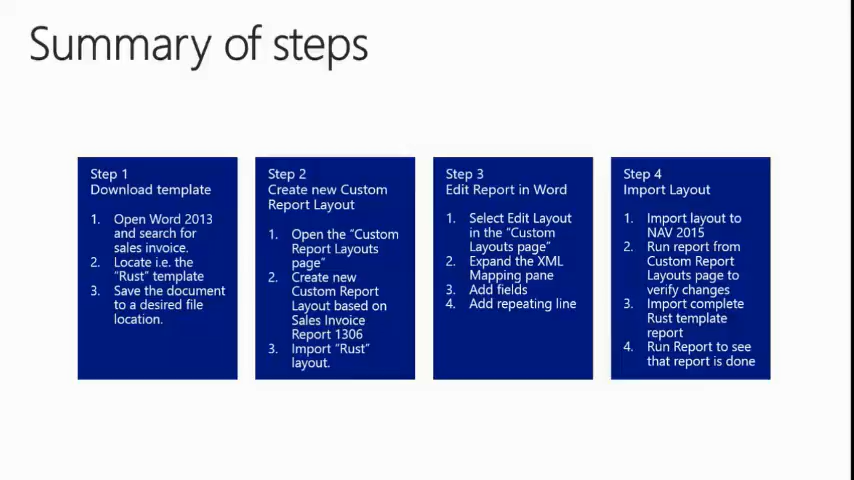 Summary of steps
Step 1
Download template
1. Open Word 2013
and search for
sales invoice.
2. Locate i.e. the
"Rust" template
3. Save the document
to a desired file
location.
Step 2
Create new Custom
Report Layout
1. Open the "Custom
Report Layouts
page"
2. Create new
Custom Report
Layout based on
Sales Invoice
Report 1306
3. Import "Rust"
layout.
Step 3
Edit Report in Word
1. Select Edit Layout
in the "Custom
Layouts page"
2. Expand the XML
Mapping pane
3. Add fields
4. Add repeating line
Step 4
Import Layout
1. Import layout to
NAV 2015
2. Run report from
Custom Report
Layouts page to
verify changes
3. Import complete
Rust template
report
4. Run Report to see
that report is done